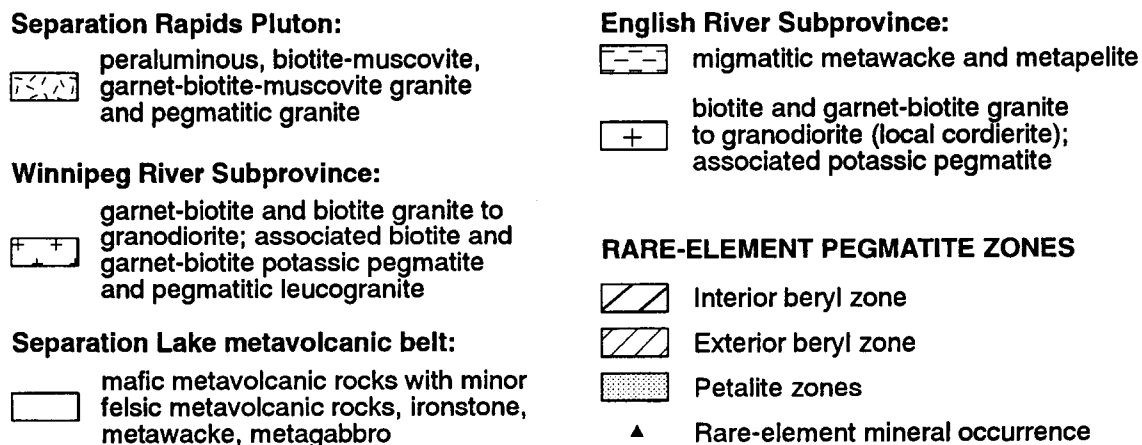 Separation Rapids Pluton:
peraluminous, biotite-muscovite,
garnet-biotite-muscovite granite
and pegmatitic granite
Winnipeg River Subprovince:
garnet-biotite and biotite granite to
granodiorite; associated biotite and
garnet-biotite potassic pegmatite
and pegmatitic leucogranite
Separation Lake metavolcanic belt:
mafic metavolcanic rocks with minor
felsic metavolcanic rocks, ironstone,
metawacke, metagabbro
English River Subprovince:
migmatitic metawacke and metapelite
biotite and garnet-biotite granite
to granodiorite (local cordierite);
associated potassic pegmatite
RARE-ELEMENT PEGMATITE ZONES
Interior beryl zone
Exterior beryl zone
Petalite zones
Rare-element mineral occurrence